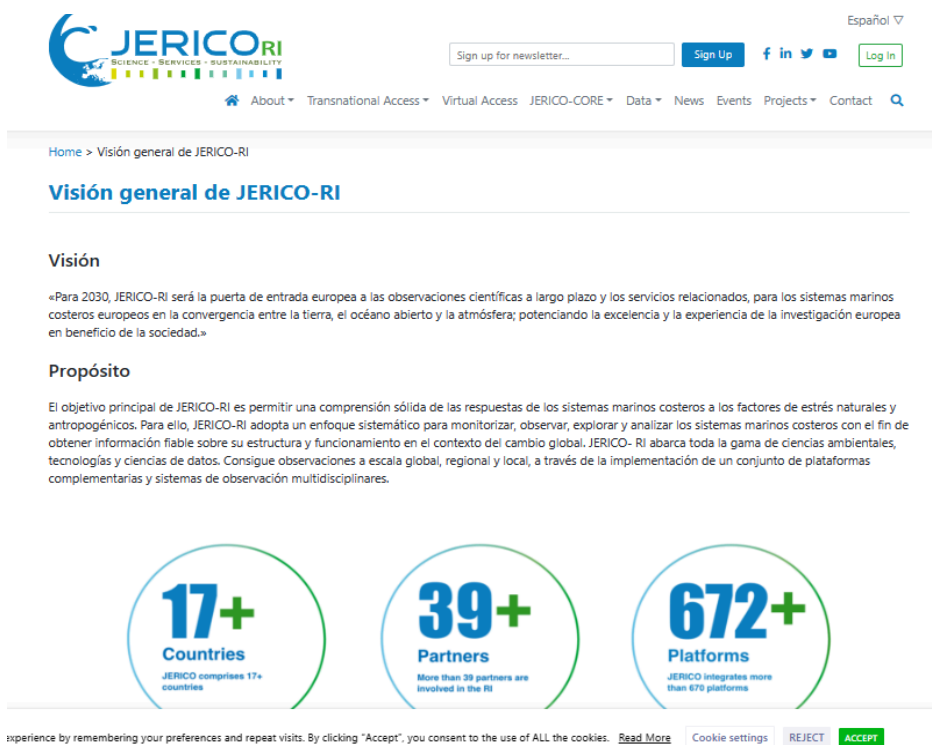 Español ▽
JERICO RI
SCIENCE - SERVICES - SUSTAINABILITY
Sign up for newsletter...
Sign Up
Log In
About
Transnational Access
Virtual Access
JERICO-CORE
Data
News
Events
Projects
Contact
Home > Visión general de JERICO-RI
Visión general de JERICO-RI
Visión
«Para 2030, JERICO-RI será la puerta de entrada europea a las observaciones científicas a largo plazo y los servicios relacionados, para los sistemas marinos
costeros europeos en la convergencia entre la tierra, el océano abierto y la atmósfera; potenciando la excelencia y la experiencia de la investigación europea
en beneficio de la sociedad.»
Propósito
El objetivo principal de JERICO-RI es permitir una comprensión sólida de las respuestas de los sistemas marinos costeros a los factores de estrés naturales y
antropogénicos. Para ello, JERICO-RI adopta un enfoque sistemático para monitorizar, observar, explorar y analizar los sistemas marinos costeros con el fin de
obtener información fiable sobre su estructura y funcionamiento en el contexto del cambio global. JERICO- RI abarca toda la gama de ciencias ambientales,
tecnologías y ciencias de datos. Consigue observaciones a escala global, regional y local, a través de la implementación de un conjunto de plataformas
complementarias y sistemas de observación multidisciplinares.
17+
Countries
JERICO comprises 17+
countries
39+
Partners
More than 39 partners are
involved in the RI
672+
Platforms
JERICO integrates more
than 670 platforms
experience by remembering your preferences and repeat visits. By clicking "Accept", you consent to the use of ALL the cookies. Read More
Cookie settings
REJECT
ACCEPT